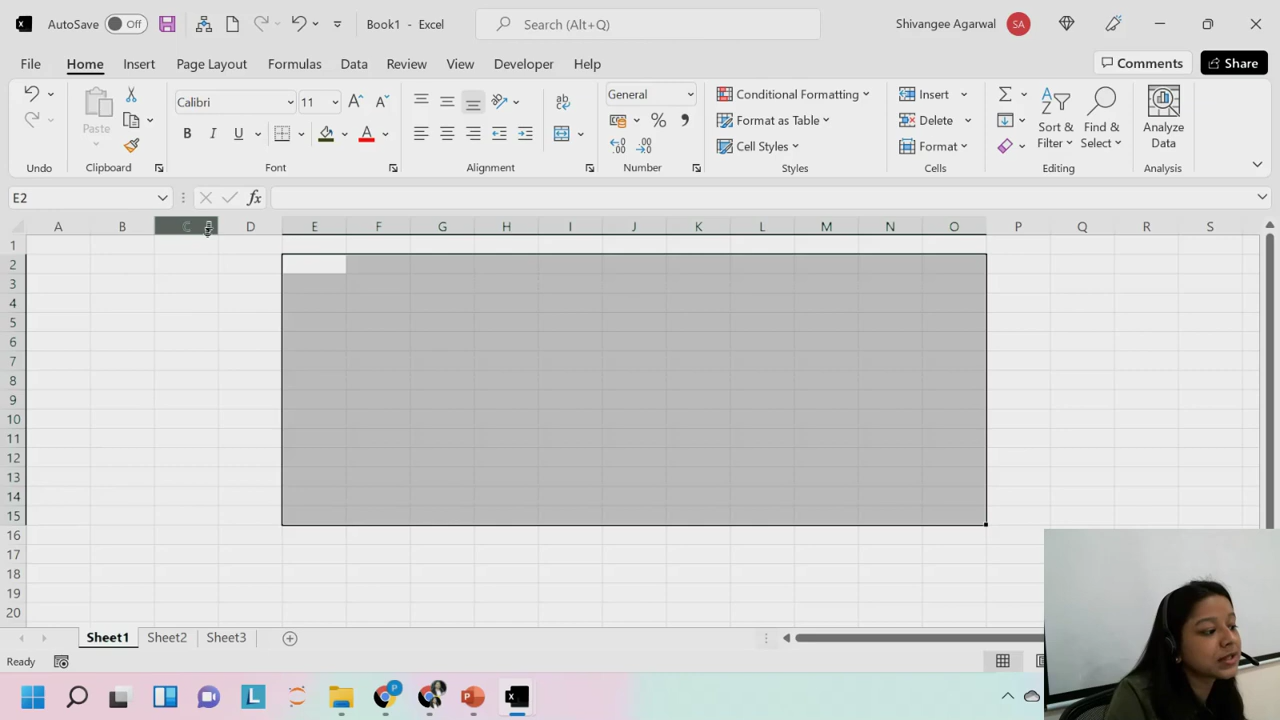 AutoSave Off Book1 - Excel Search (Alt+Q) Shivangee Agarwal SA
File Home Insert Page Layout Formulas Data Review View Developer Help Comments Share
Paste Calibri 11 General Conditional Formatting Insert
Format as Table Delete Sort & Find & Analyze
B I U A % , Cell Styles Format Filter Select Data
Undo Clipboard Font Alignment Number Styles Cells Editing Analysis
E2 fx
A B C D E F G H I J K L M N O P Q R S
1
2
3
4
5
6
7
8
9
10
11
12
13
14
15
16
17
18
19
20
Sheet1 Sheet2 Sheet3
Ready